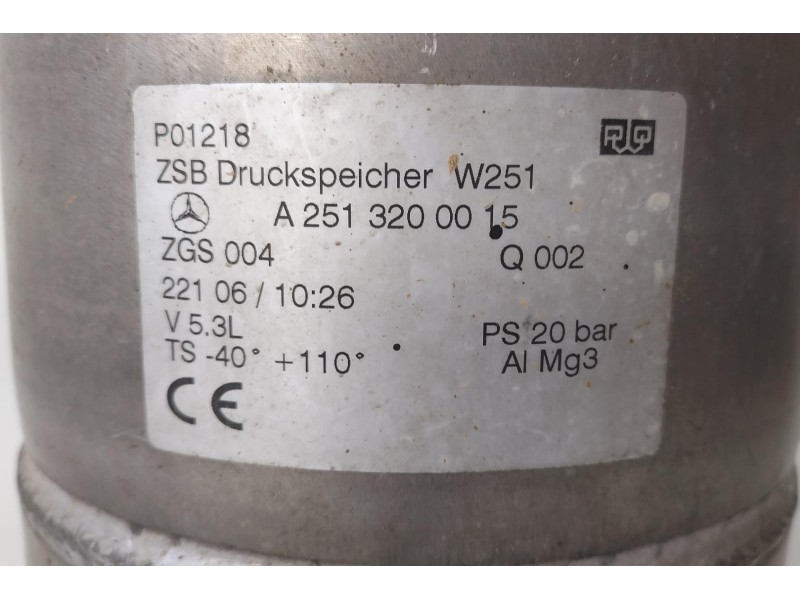 P01218
ZSB Druckspeicher W251
A 251 320 00 15
ZGS 004 Q 002
221 06 / 10:26
V 5.3L PS 20 bar
TS -40° +110° Al Mg3
CE